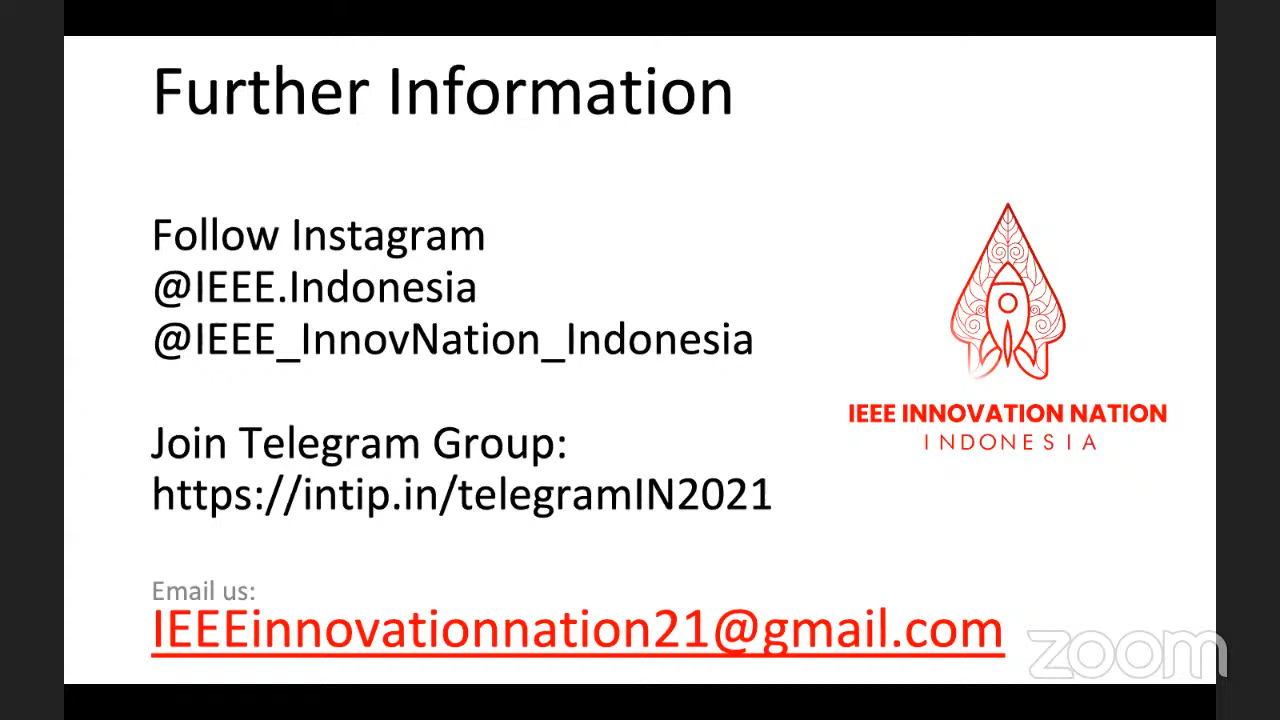 Further Information
Follow Instagram
@IEEE.Indonesia
@IEEE_InnovNation_Indonesia
IEEE INNOVATION NATION
INDONESIA
Join Telegram Group:
https://intip.in/telegramIN2021
Email us:
IEEEinnovationnation21@gmail.com
zoom